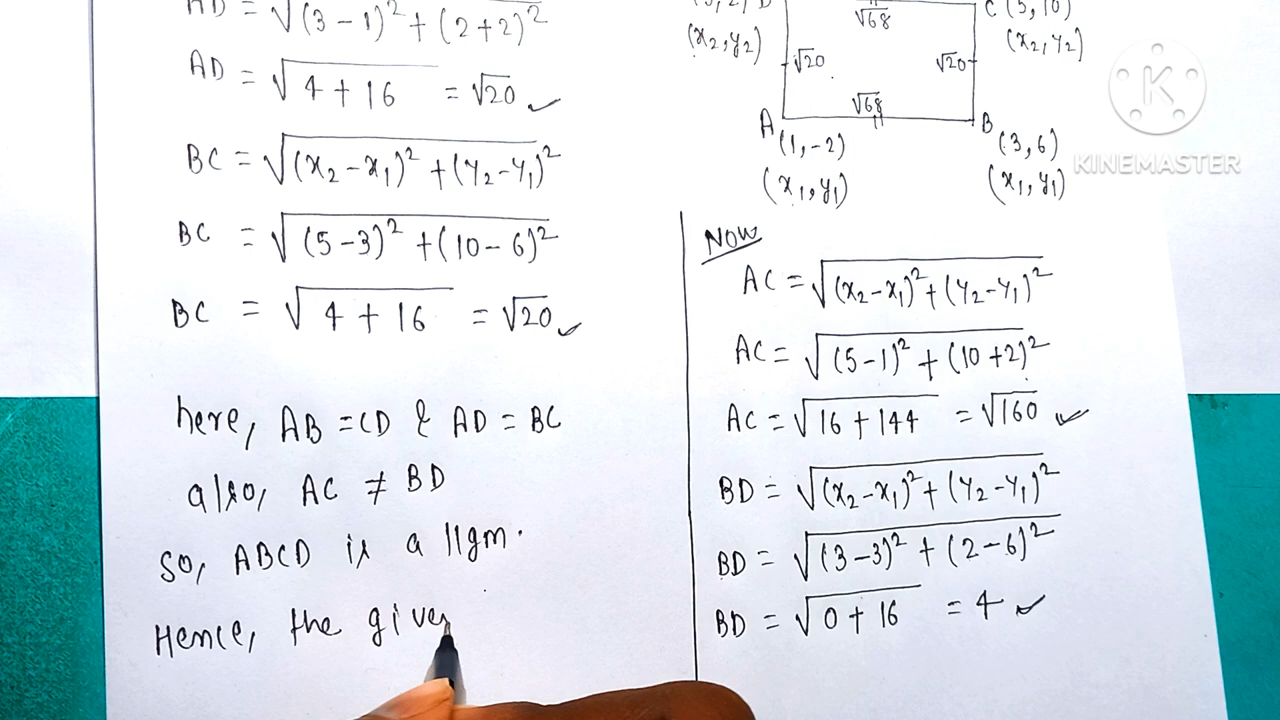 AD = √(3-1)² + (2+2)²
AD = √4 + 16 = √20 ✓
BC = √(x₂-x₁)² + (y₂-y₁)²
BC = √(5-3)² + (10-6)²
BC = √4 + 16 = √20 ✓
here, AB = CD & AD = BC
also, AC ≠ BD
So, ABCD is a ||gm.
Hence, the given
√68
C (5, 10)
(x₂, y₂)
(x₂, y₂)
√20
√20
√68
A
B
(1, -2)
(3, 6)
(x₁, y₁)
(x₁, y₁)
K
KINEMASTER
Now
AC = √(x₂-x₁)² + (y₂-y₁)²
AC = √(5-1)² + (10+2)²
AC = √16 + 144 = √160 ✓
BD = √(x₂-x₁)² + (y₂-y₁)²
BD = √(3-3)² + (2-6)²
BD = √0 + 16 = 4 ✓